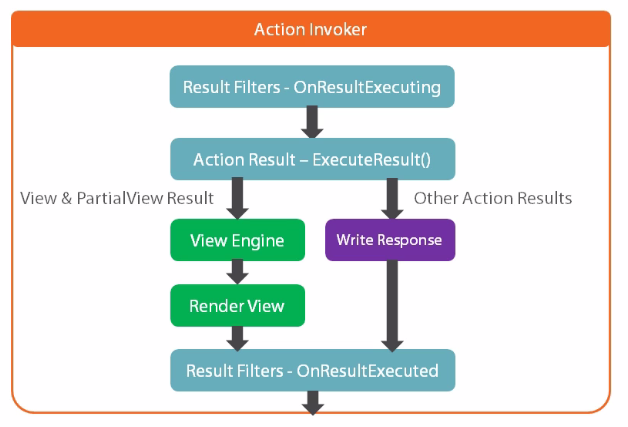 Action Invoker
Result Filters - OnResultExecuting
Action Result – ExecuteResult()
View & PartialView Result
Other Action Results
View Engine
Write Response
Render View
Result Filters - OnResultExecuted